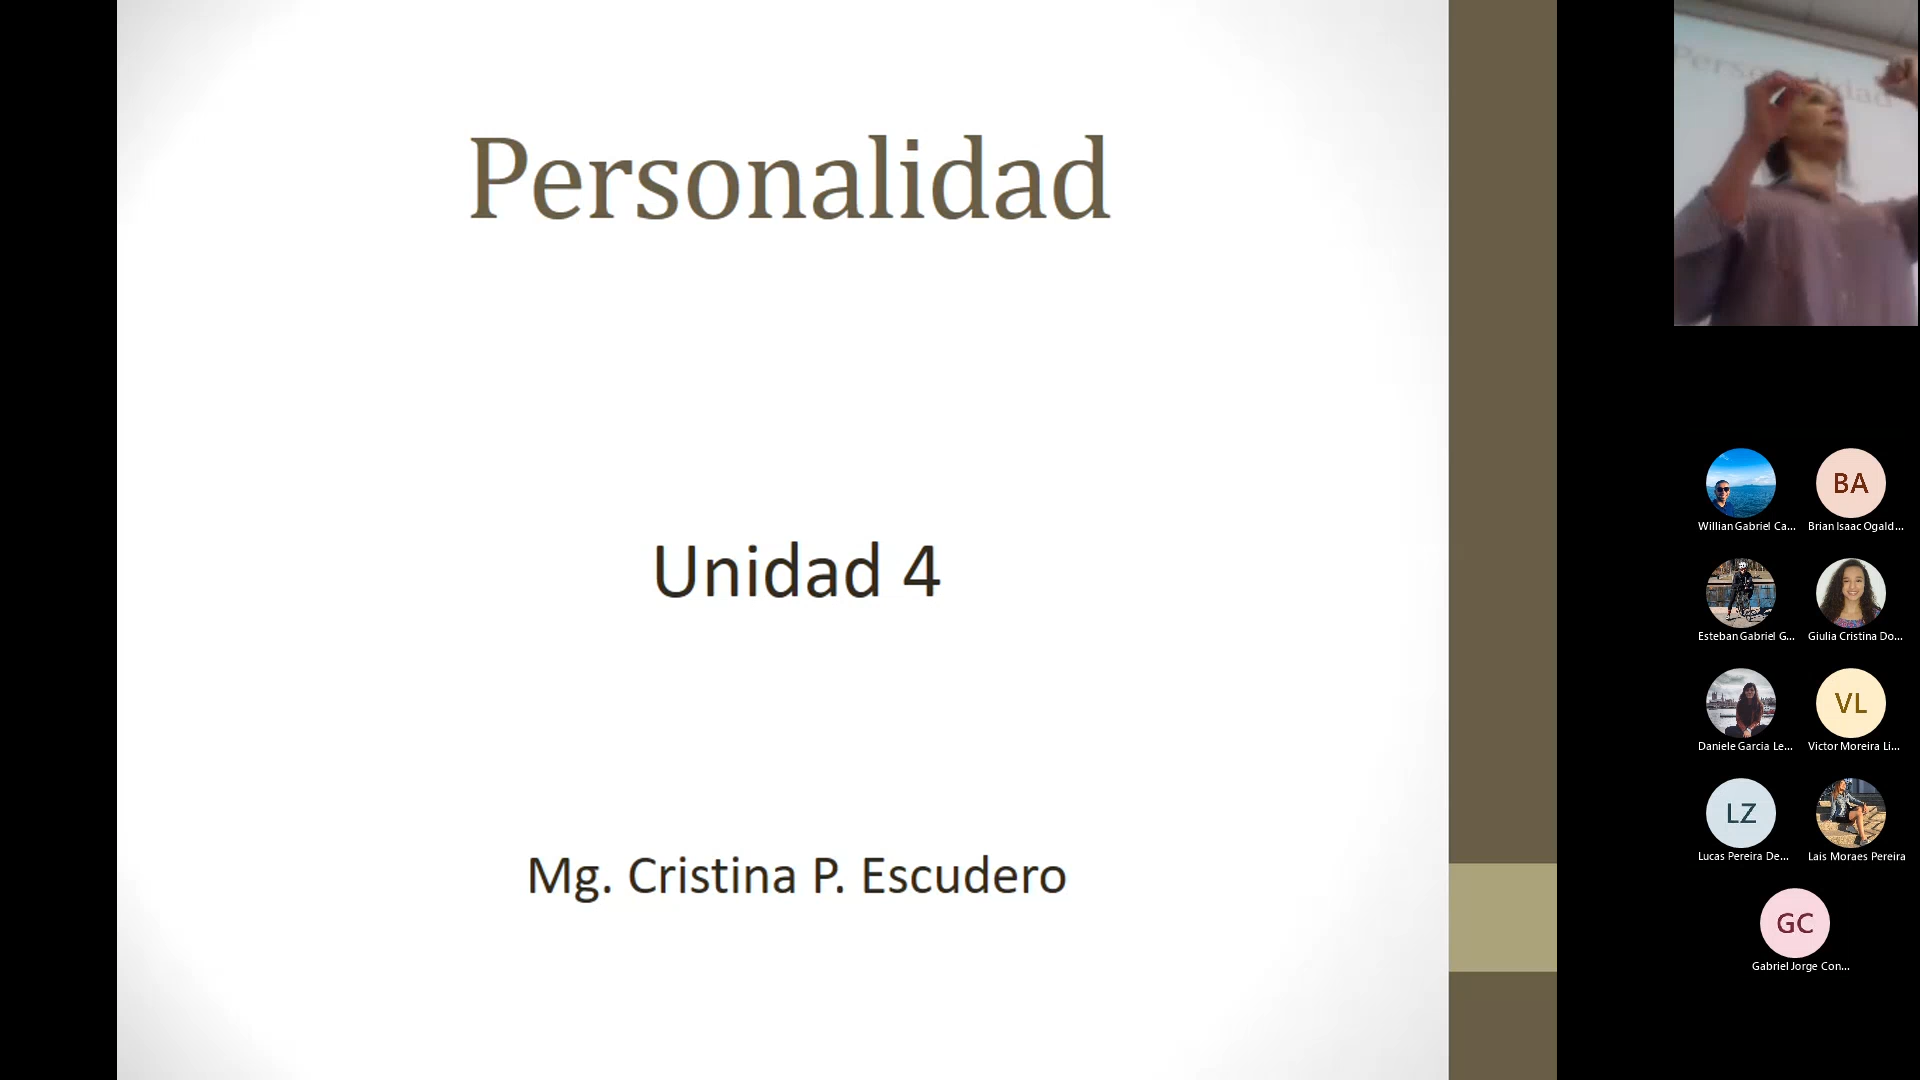 Personalidad
Unidad 4
Mg. Cristina P. Escudero
Personalidad
BA
Willian Gabriel Ca...
Brian Isaac Ogald...
Esteban Gabriel G...
Giulia Cristina Do...
VL
Daniele Garcia Le...
Victor Moreira Li...
LZ
Lucas Pereira De...
Lais Moraes Pereira
GC
Gabriel Jorge Con...